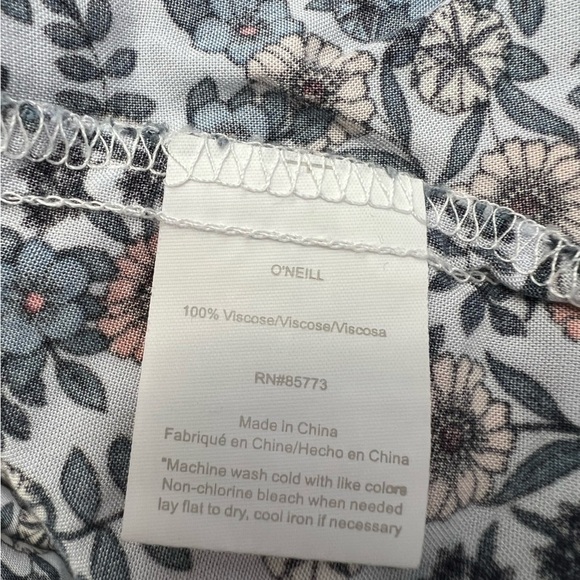 O'NEILL
100% Viscose/Viscose/Viscosa
RN#85773
Made in China
Fabriqué en Chine/Hecho en China
"Machine wash cold with like colors
Non-chlorine bleach when needed
lay flat to dry, cool iron if necessary